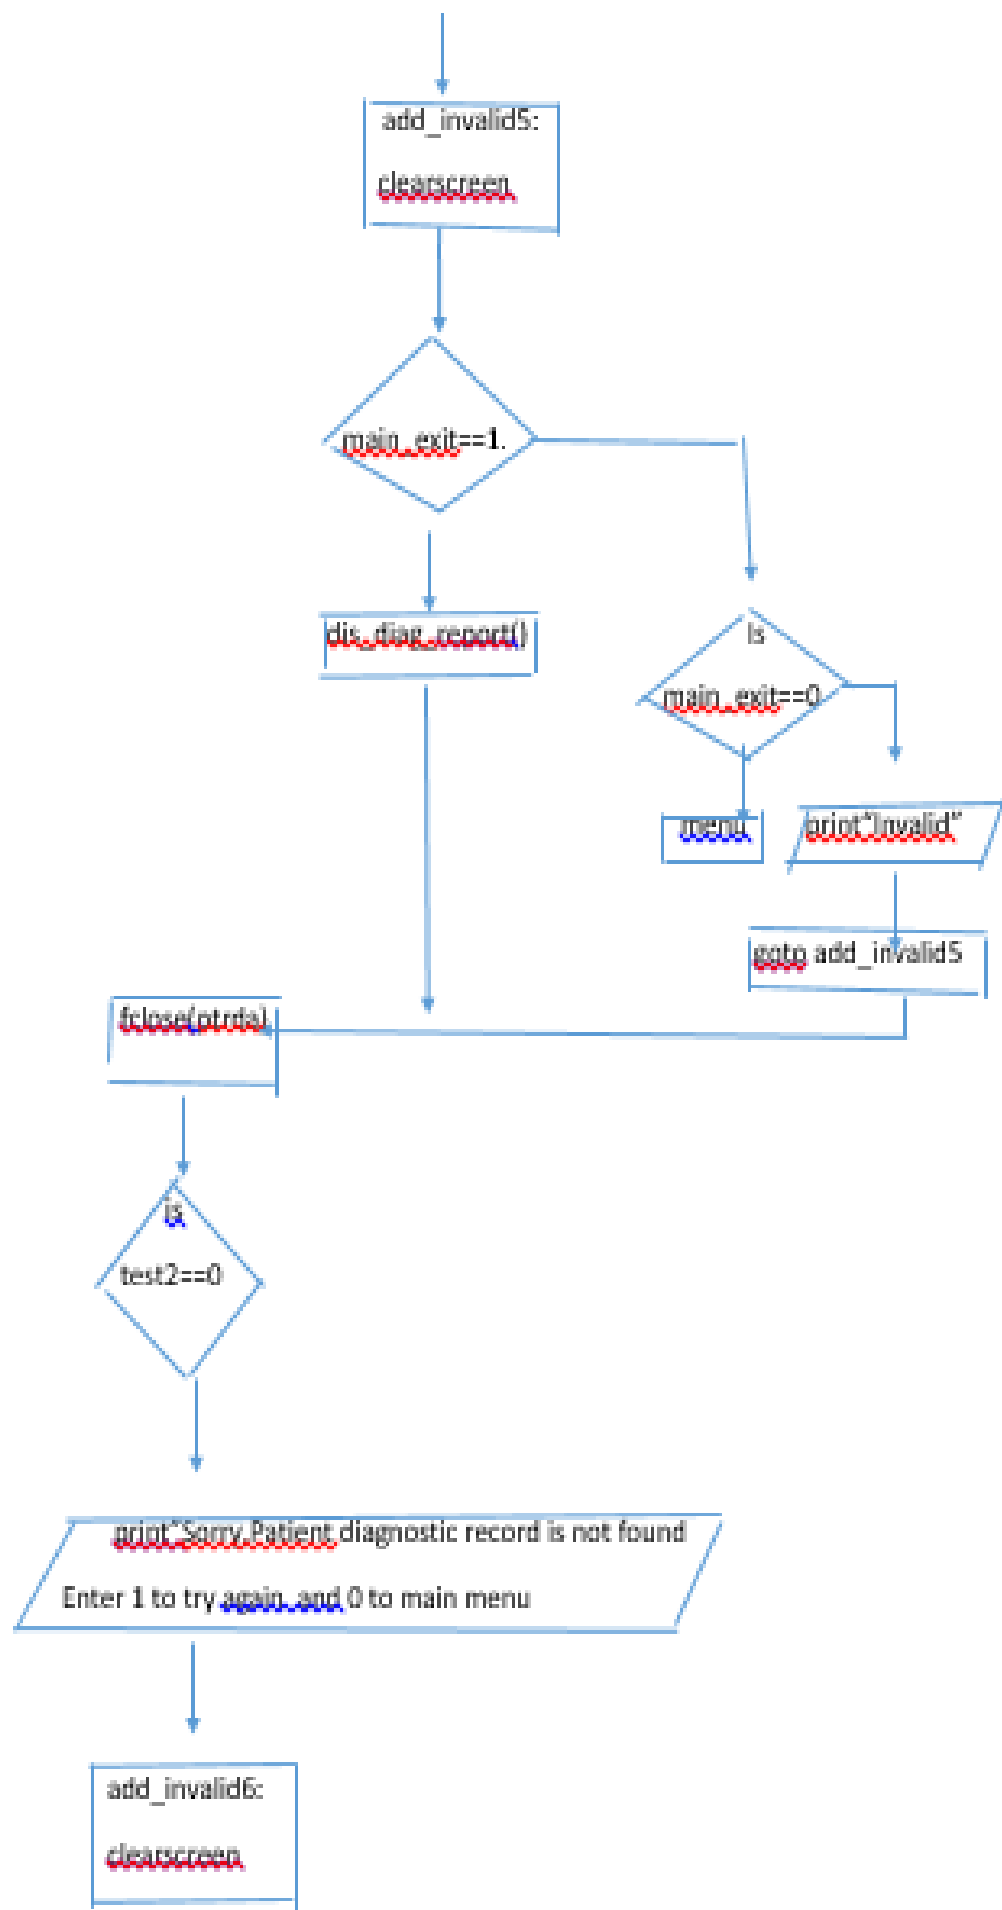 add_invalid5:
clearscreen
main_exit==1.
dis_diag_report()
Is
main_exit==0
menu
print"Invalid"
goto add_invalid5
fclose(ptrda)
is
test2==0
print"Sorry,Patient diagnostic record is not found
Enter 1 to try again and 0 to main menu
add_invalid6:
clearscreen